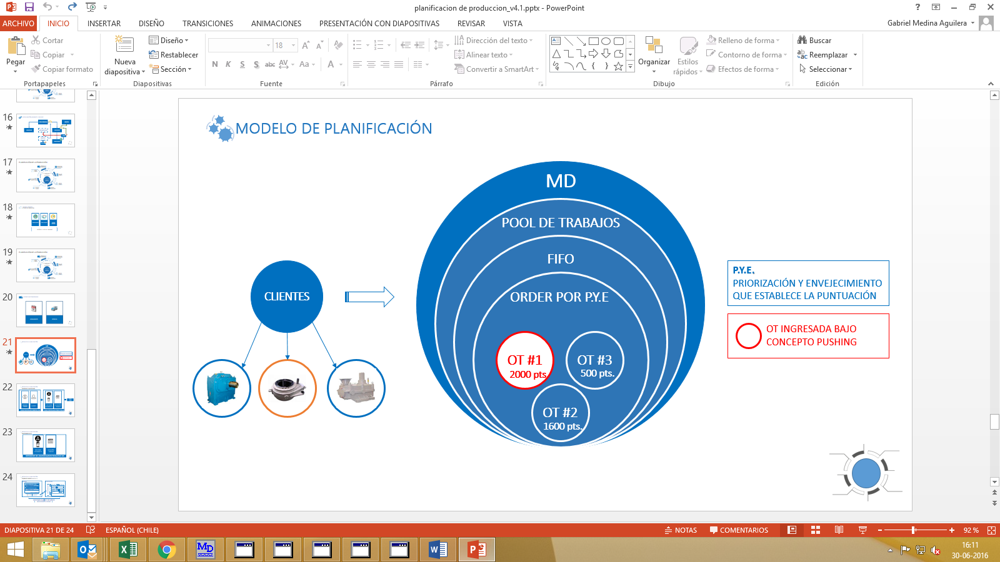 planificacion de produccion_v4.1.pptx - PowerPoint
ARCHIVO INICIO INSERTAR DISEÑO TRANSICIONES ANIMACIONES PRESENTACIÓN CON DIAPOSITIVAS REVISAR VISTA
Gabriel Medina Aguilera
Pegar
Cortar
Copiar
Copiar formato
Portapapeles
Nueva
diapositiva
Diseño
Restablecer
Sección
Diapositivas
18
N K S S abc AV Aa A
Fuente
Dirección del texto
Alinear texto
Convertir a SmartArt
Párrafo
Organizar
Estilos
rápidos
Relleno de forma
Contorno de forma
Efectos de forma
Dibujo
Buscar
Reemplazar
Seleccionar
Edición
16
17
18
19
20
21
22
23
24
MODELO DE PLANIFICACIÓN
CLIENTES
MD
POOL DE TRABAJOS
FIFO
ORDER POR P.Y.E
OT #1
2000 pts.
OT #3
500 pts.
OT #2
1600 pts.
P.Y.E.
PRIORIZACIÓN Y ENVEJECIMIENTO
QUE ESTABLECE LA PUNTUACIÓN
OT INGRESADA BAJO
CONCEPTO PUSHING
DIAPOSITIVA 21 DE 24
ESPAÑOL (CHILE)
NOTAS
COMENTARIOS
92 %
MD
16:11
30-06-2016